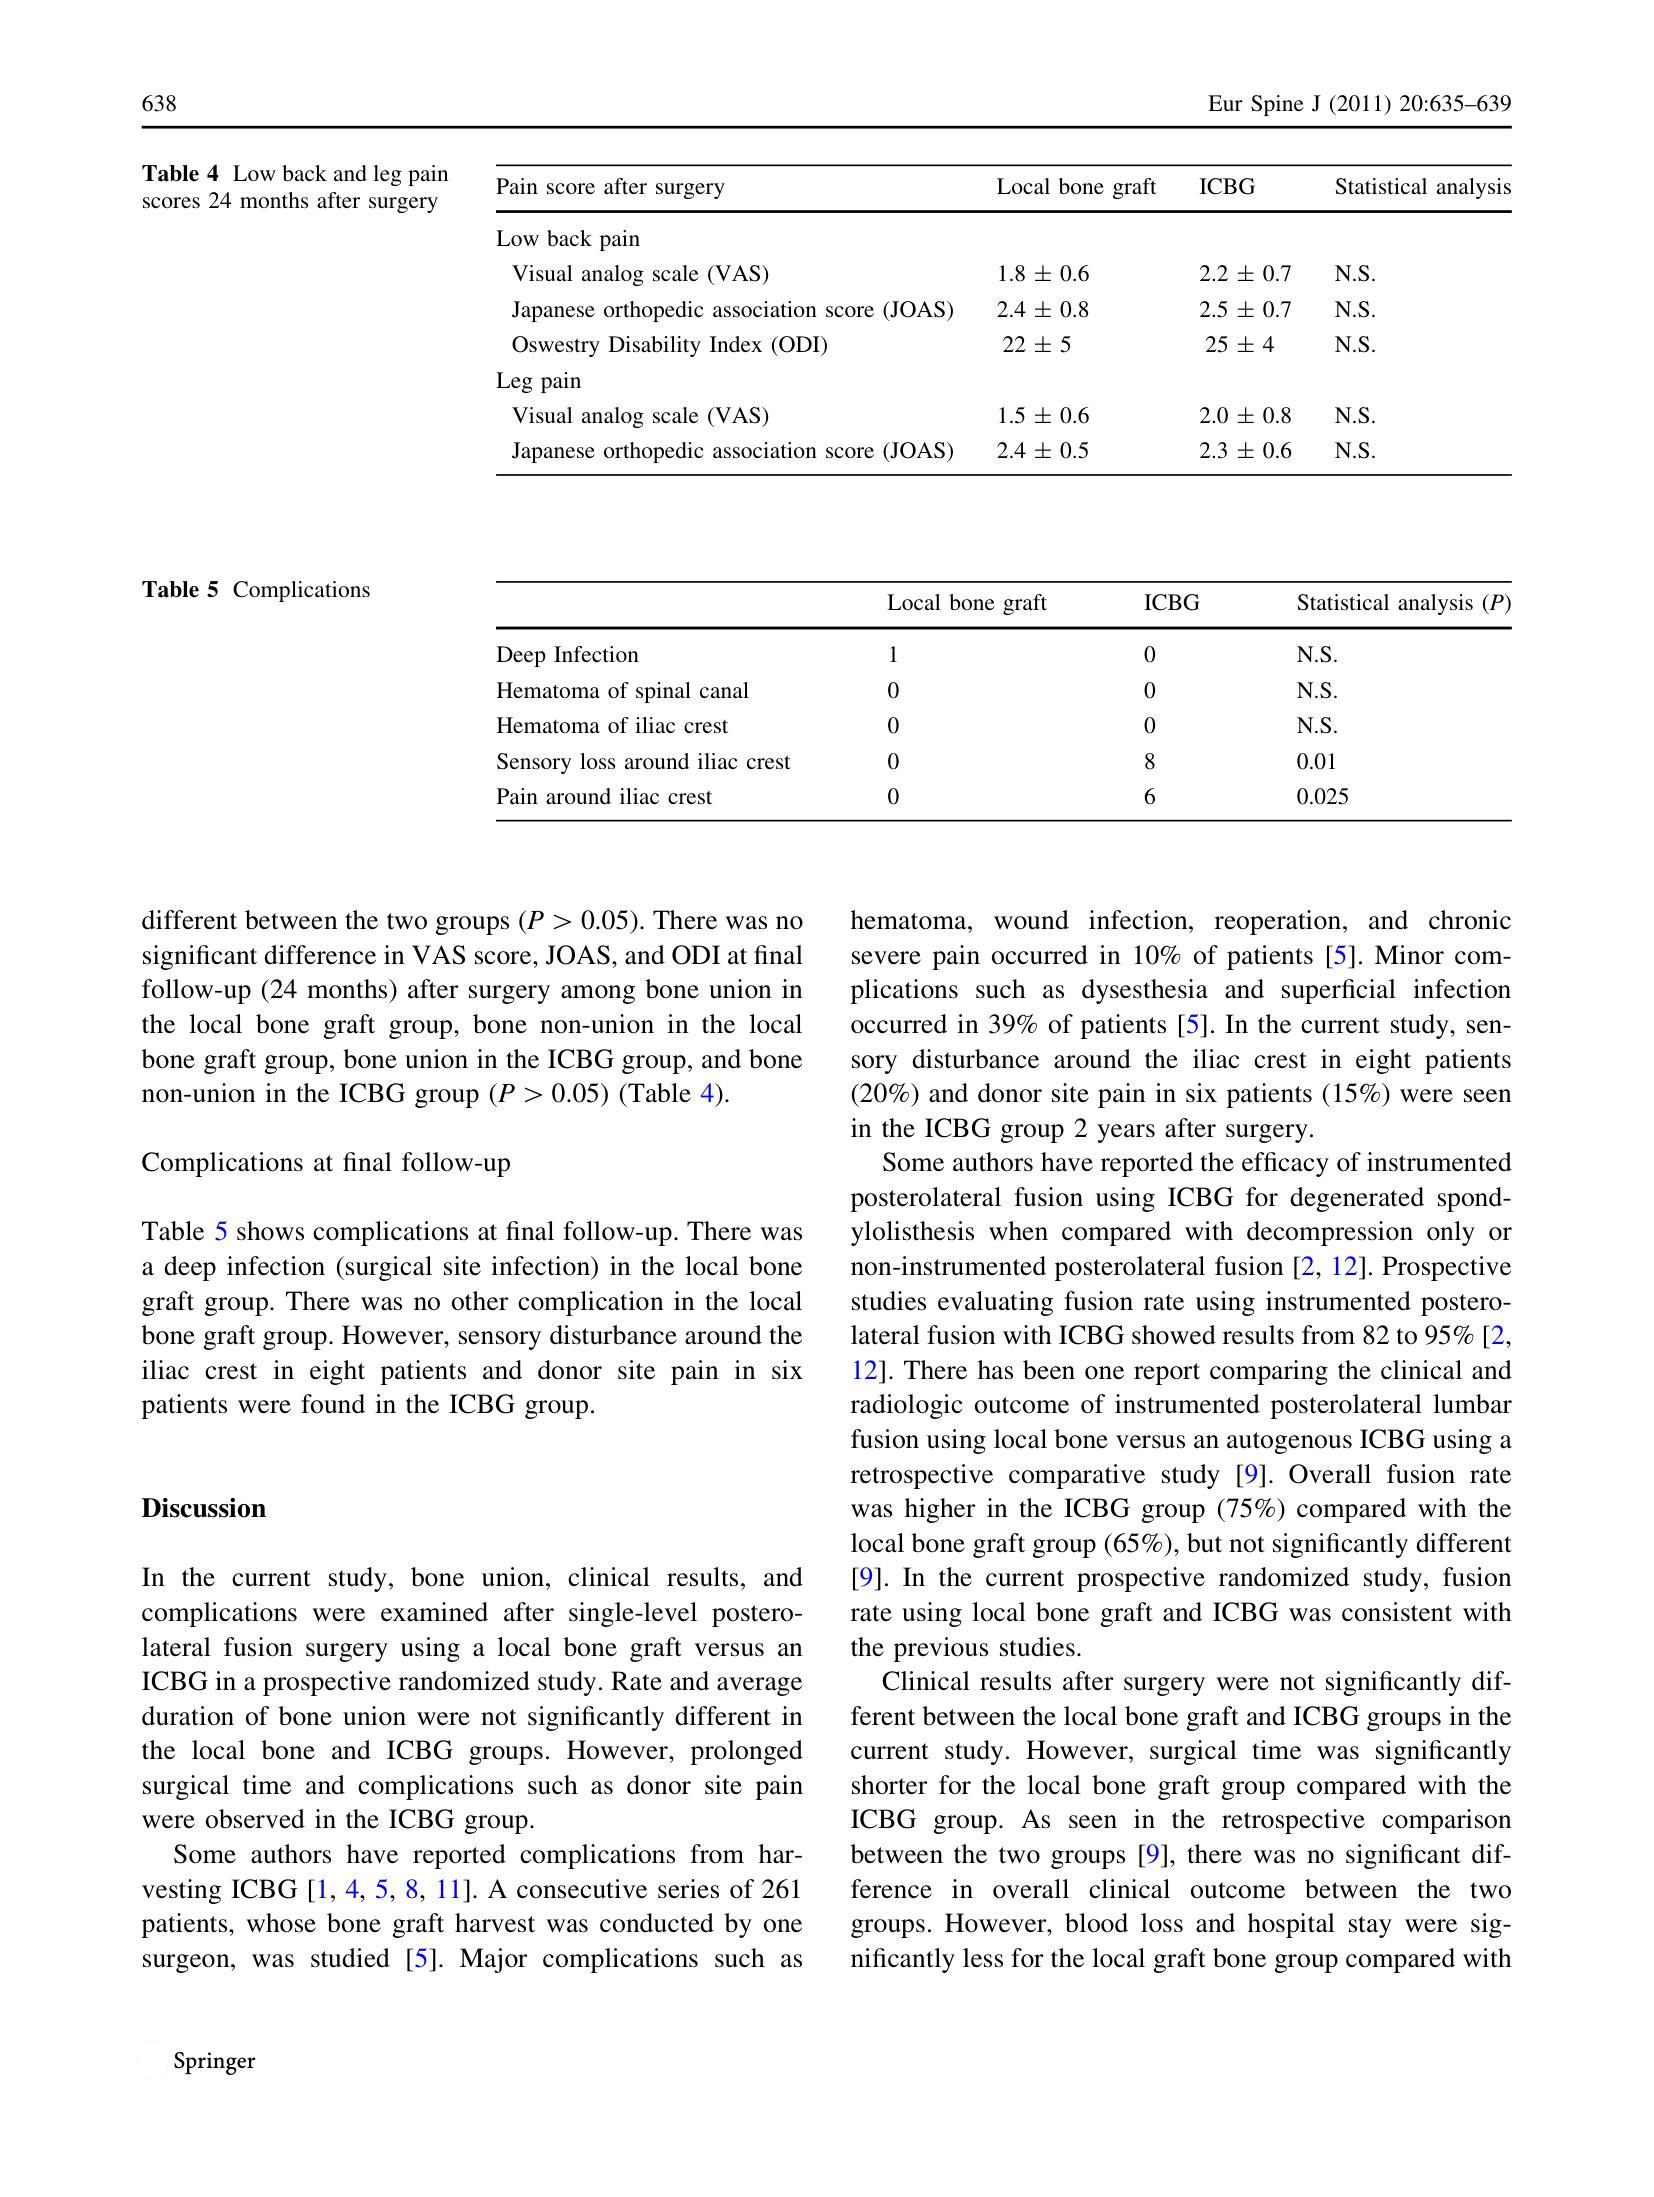 638
Eur Spine J (2011) 20:635–639
Table 4 Low back and leg pain
scores 24 months after surgery
Pain score after surgery Local bone graft ICBG Statistical analysis
Low back pain
Visual analog scale (VAS) 1.8 ± 0.6 2.2 ± 0.7 N.S.
Japanese orthopedic association score (JOAS) 2.4 ± 0.8 2.5 ± 0.7 N.S.
Oswestry Disability Index (ODI) 22 ± 5 25 ± 4 N.S.
Leg pain
Visual analog scale (VAS) 1.5 ± 0.6 2.0 ± 0.8 N.S.
Japanese orthopedic association score (JOAS) 2.4 ± 0.5 2.3 ± 0.6 N.S.
Table 5 Complications
Local bone graft ICBG Statistical analysis (P)
Deep Infection 1 0 N.S.
Hematoma of spinal canal 0 0 N.S.
Hematoma of iliac crest 0 0 N.S.
Sensory loss around iliac crest 0 8 0.01
Pain around iliac crest 0 6 0.025
different between the two groups (P > 0.05). There was no
significant difference in VAS score, JOAS, and ODI at final
follow-up (24 months) after surgery among bone union in
the local bone graft group, bone non-union in the local
bone graft group, bone union in the ICBG group, and bone
non-union in the ICBG group (P > 0.05) (Table 4).
Complications at final follow-up
Table 5 shows complications at final follow-up. There was
a deep infection (surgical site infection) in the local bone
graft group. There was no other complication in the local
bone graft group. However, sensory disturbance around the
iliac crest in eight patients and donor site pain in six
patients were found in the ICBG group.
Discussion
In the current study, bone union, clinical results, and
complications were examined after single-level postero-
lateral fusion surgery using a local bone graft versus an
ICBG in a prospective randomized study. Rate and average
duration of bone union were not significantly different in
the local bone and ICBG groups. However, prolonged
surgical time and complications such as donor site pain
were observed in the ICBG group.
Some authors have reported complications from har-
vesting ICBG [1, 4, 5, 8, 11]. A consecutive series of 261
patients, whose bone graft harvest was conducted by one
surgeon, was studied [5]. Major complications such as
hematoma, wound infection, reoperation, and chronic
severe pain occurred in 10% of patients [5]. Minor com-
plications such as dysesthesia and superficial infection
occurred in 39% of patients [5]. In the current study, sen-
sory disturbance around the iliac crest in eight patients
(20%) and donor site pain in six patients (15%) were seen
in the ICBG group 2 years after surgery.
Some authors have reported the efficacy of instrumented
posterolateral fusion using ICBG for degenerated spond-
ylolisthesis when compared with decompression only or
non-instrumented posterolateral fusion [2, 12]. Prospective
studies evaluating fusion rate using instrumented postero-
lateral fusion with ICBG showed results from 82 to 95% [2,
12]. There has been one report comparing the clinical and
radiologic outcome of instrumented posterolateral lumbar
fusion using local bone versus an autogenous ICBG using a
retrospective comparative study [9]. Overall fusion rate
was higher in the ICBG group (75%) compared with the
local bone graft group (65%), but not significantly different
[9]. In the current prospective randomized study, fusion
rate using local bone graft and ICBG was consistent with
the previous studies.
Clinical results after surgery were not significantly dif-
ferent between the local bone graft and ICBG groups in the
current study. However, surgical time was significantly
shorter for the local bone graft group compared with the
ICBG group. As seen in the retrospective comparison
between the two groups [9], there was no significant dif-
ference in overall clinical outcome between the two
groups. However, blood loss and hospital stay were sig-
nificantly less for the local graft bone group compared with
Springer